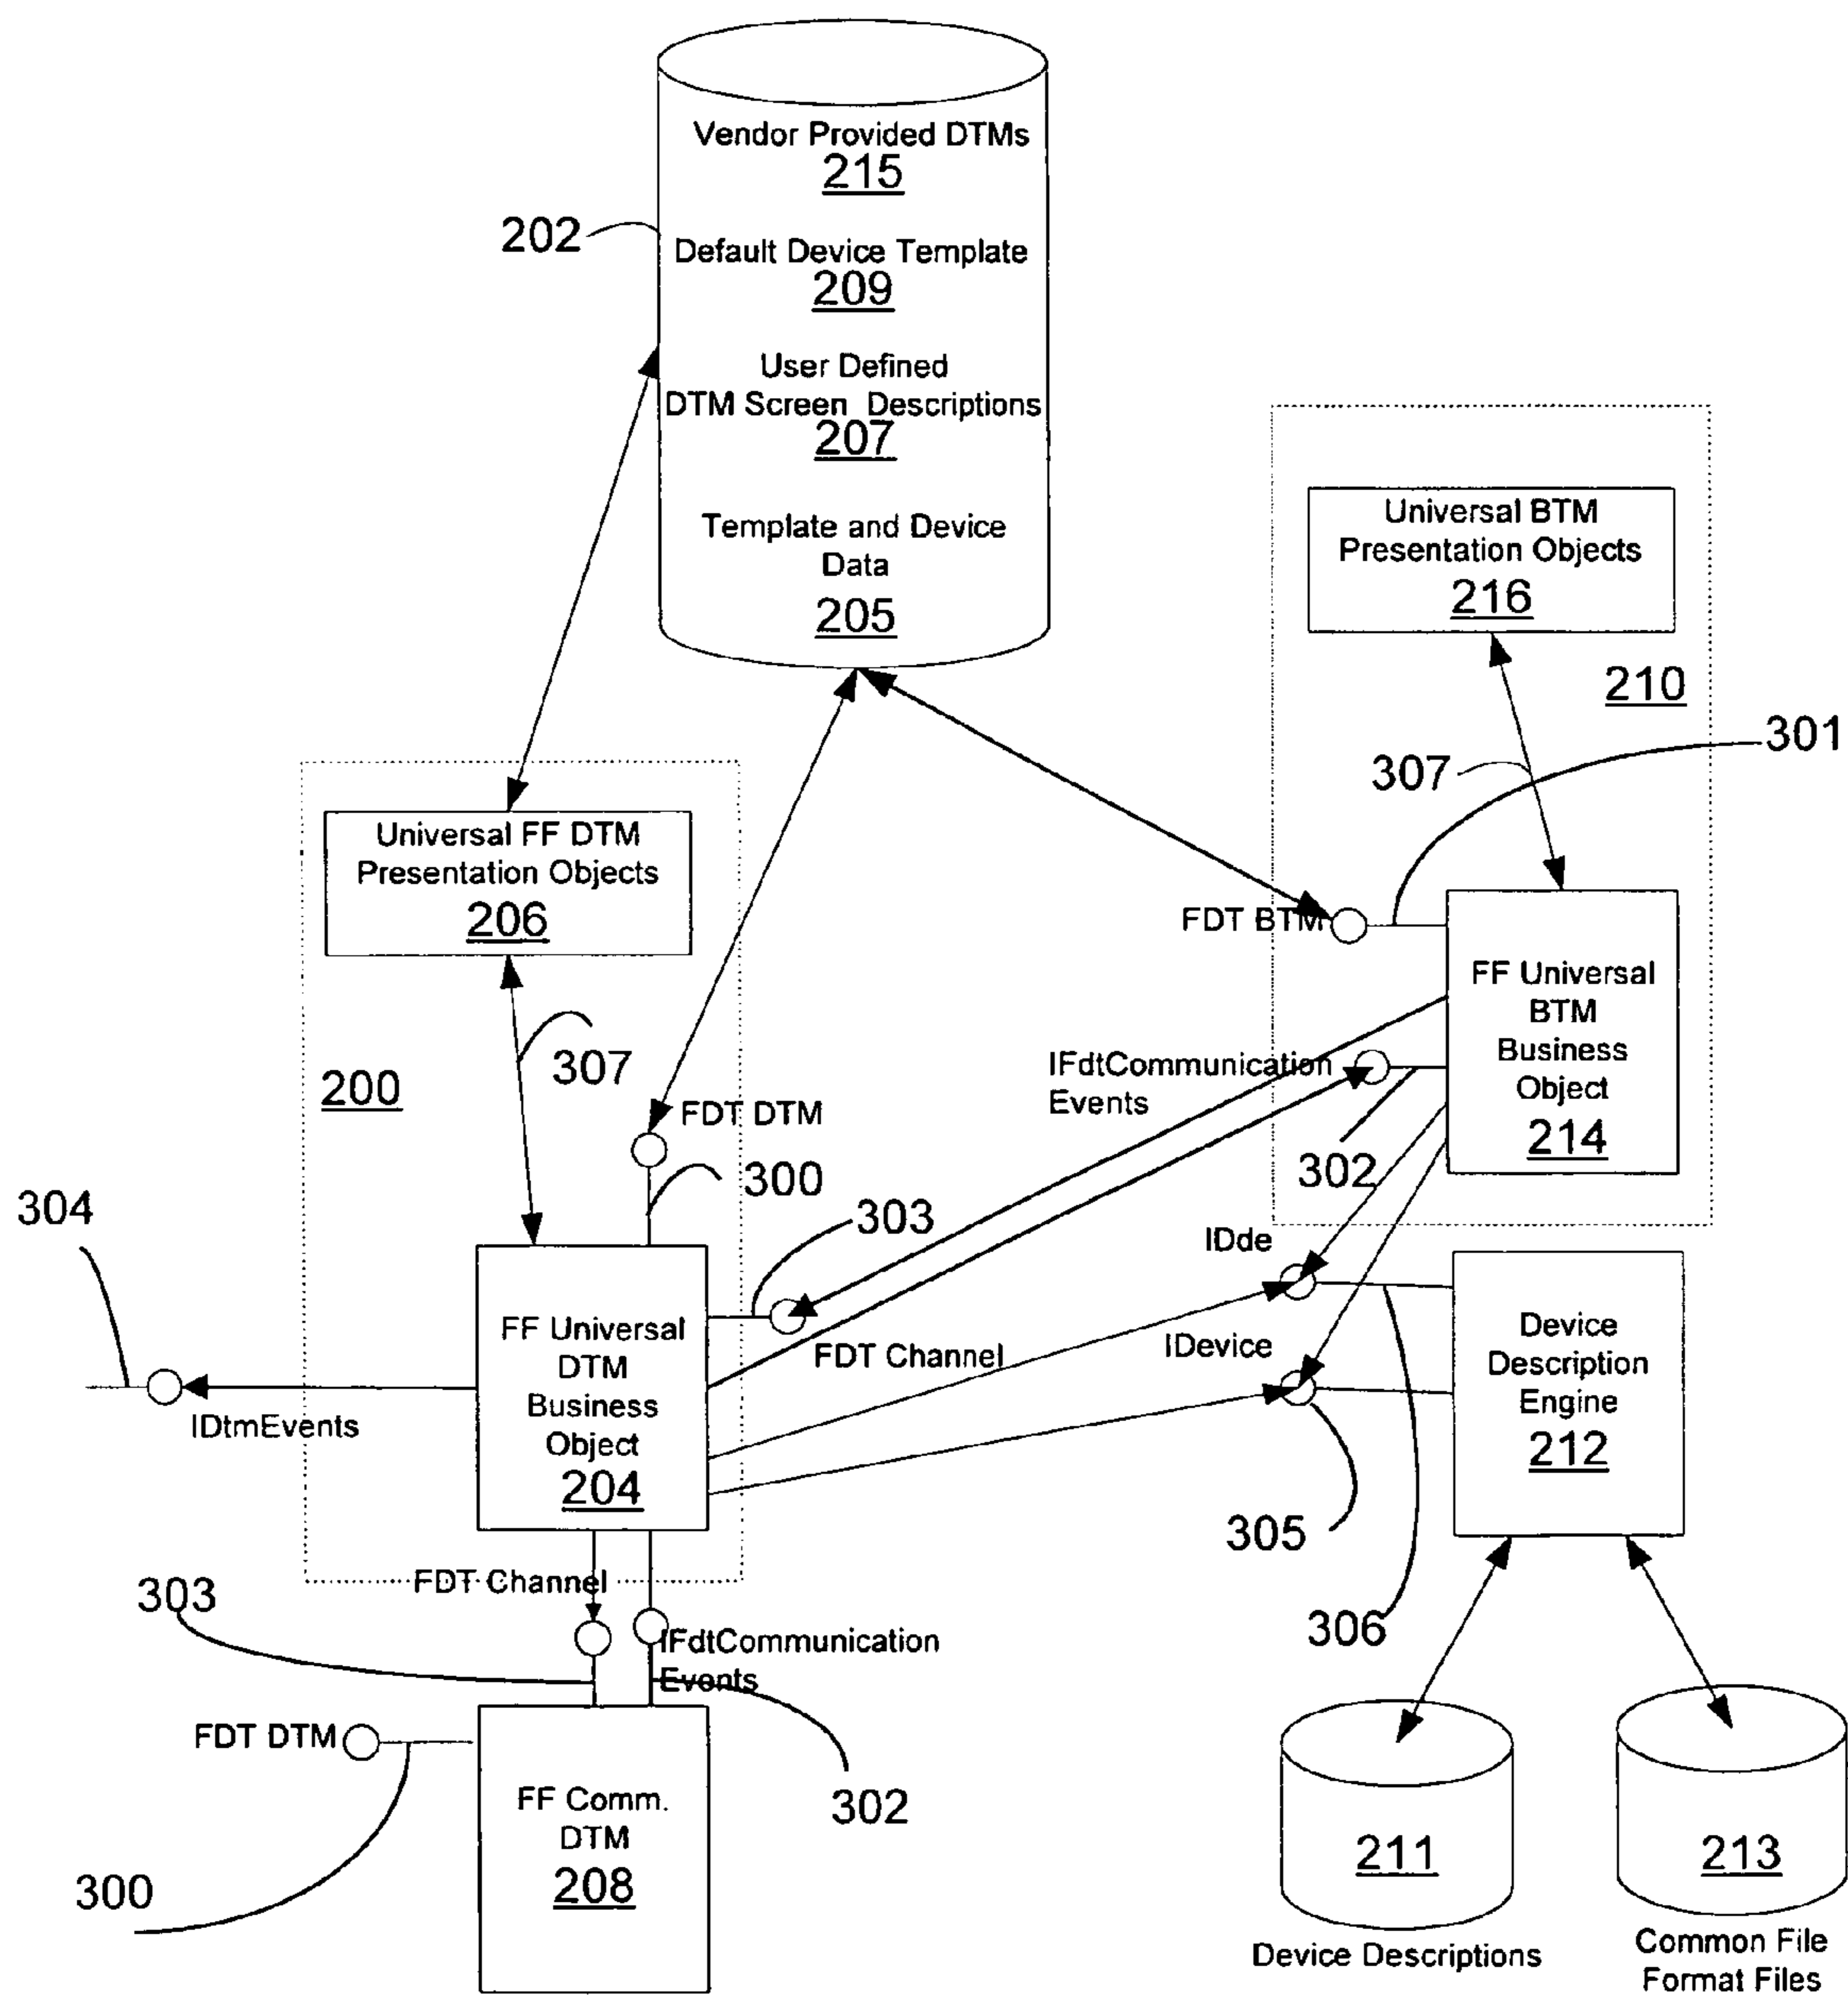 Vendor Provided DTMs
215
202
Default Device Template
209
User Defined
DTM Screen Descriptions
207
Template and Device
Data
205
Universal BTM
Presentation Objects
216
210
301
307
Universal FF DTM
Presentation Objects
206
FDT BTM
FF Universal
BTM
Business
Object
214
307
200
IFdtCommunication
Events
FDT DTM
302
300
304
303
IDde
FF Universal
DTM
Business
Object
204
FDT Channel
IDevice
Device
Description
Engine
212
IDtmEvents
305
FDT Channel
303
306
IFdtCommunication
Events
FDT DTM
FF Comm.
DTM
208
302
300
211
213
Device Descriptions
Common File
Format Files